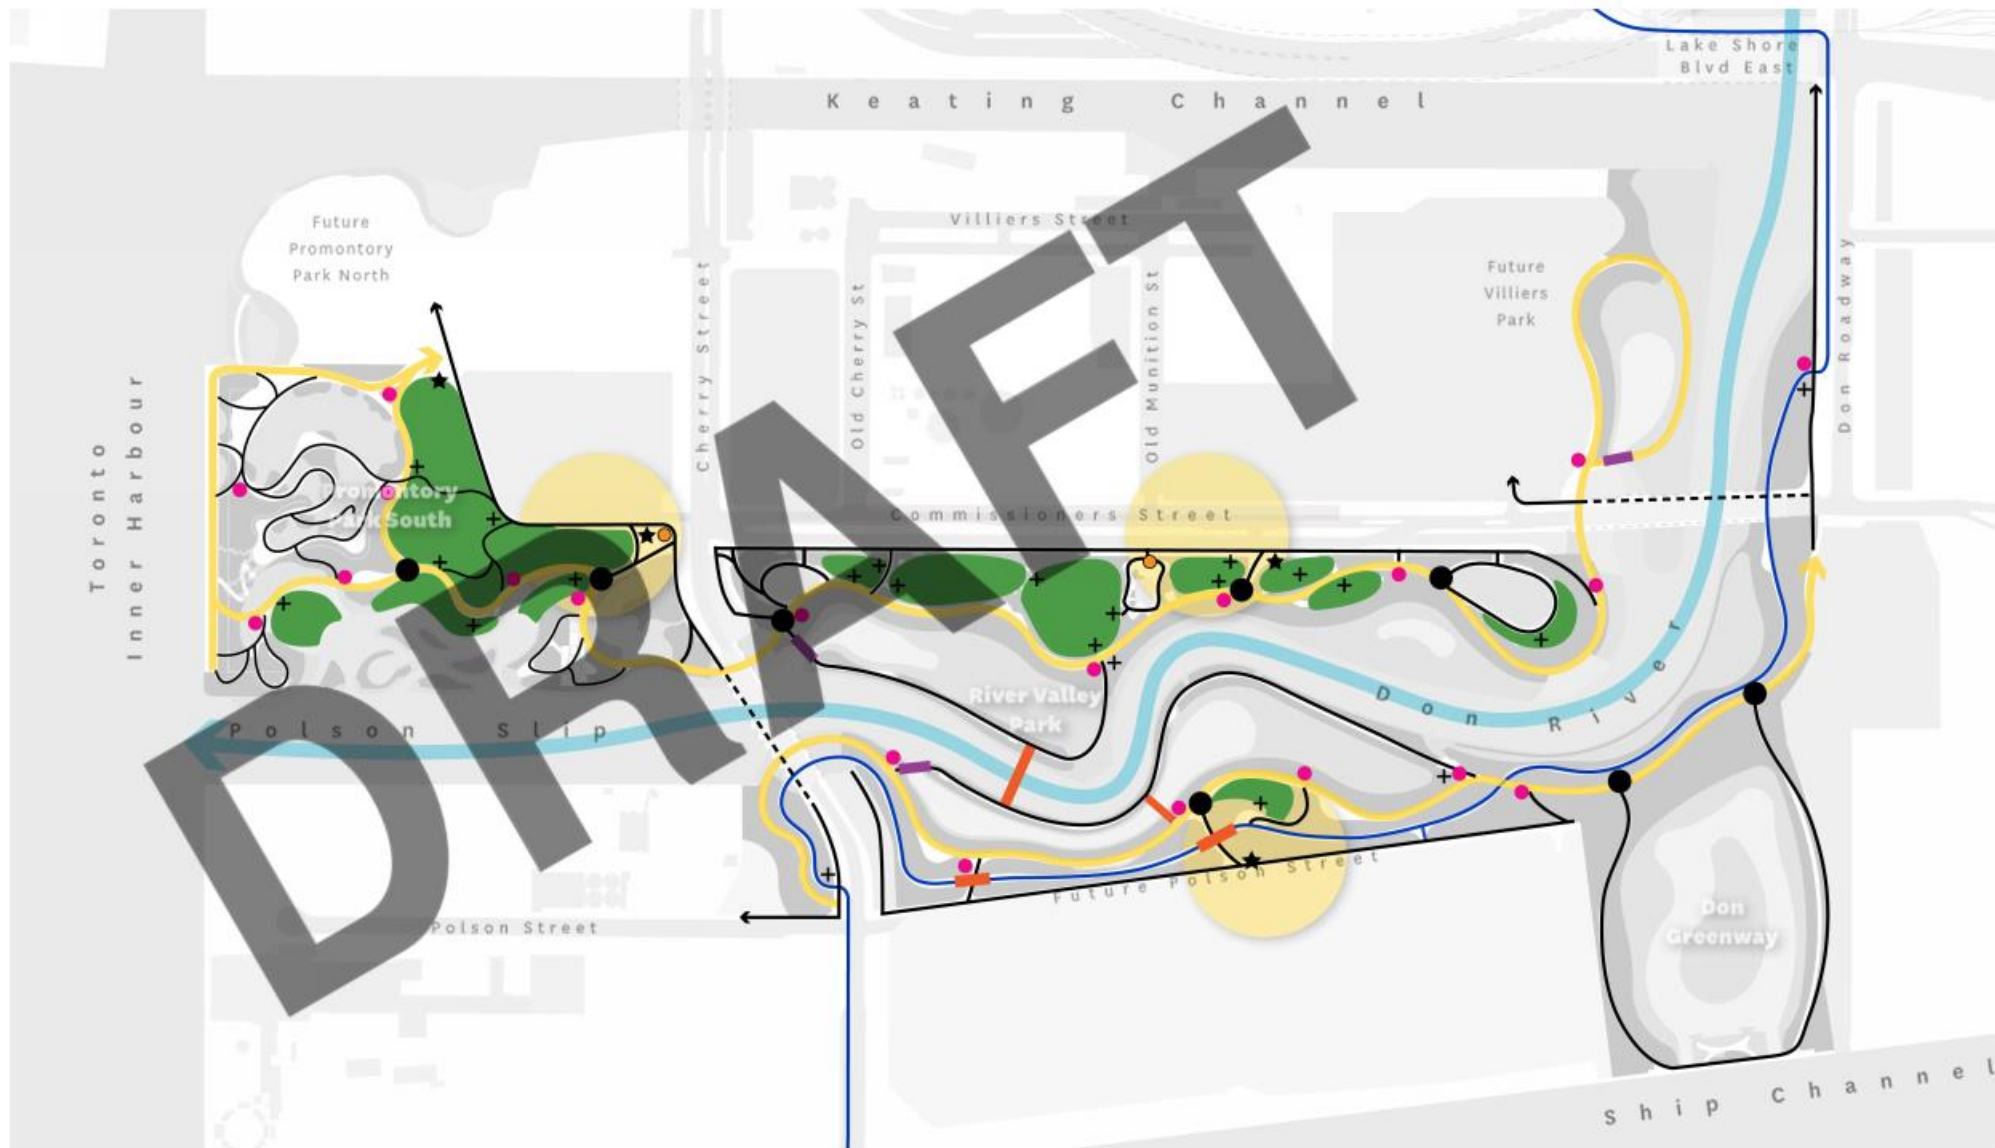 Lake Shore
Blvd East
Keating Channel
Future
Promontory
Park North
Villiers Street
Future
Villiers
Park
Cherry Street
Old Cherry St
Old Munition St
Don Roadway
Toronto
Inner Harbour
Promontory
Park South
Commissioners Street
DRAFT
River Valley
Park
Don River
Polson Slip
Future Polson Street
Polson Street
Don
Greenway
Ship Channel